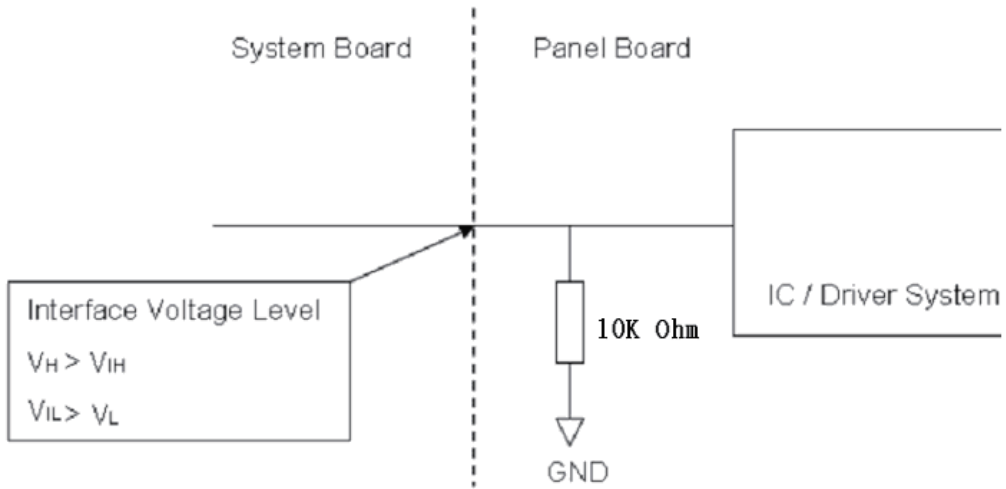 System Board
Panel Board
Interface Voltage Level
VH > VIH
VIL > VL
IC / Driver System
10K Ohm
GND